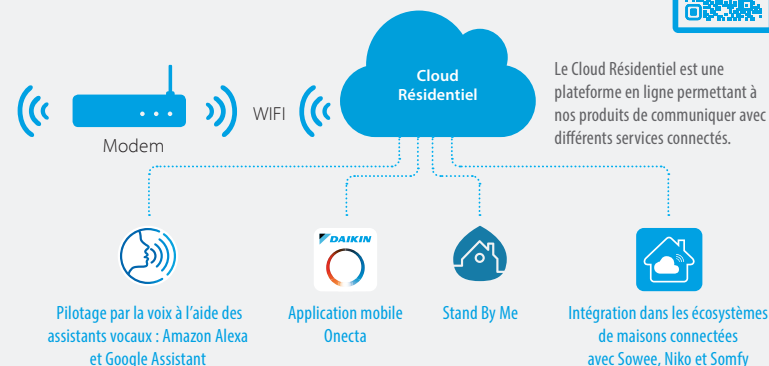 Cloud
Résidentiel
Le Cloud Résidentiel est une
plateforme en ligne permettant à
nos produits de communiquer avec
différents services connectés.
WIFI
Modem
DAIKIN
Pilotage par la voix à l'aide des
assistants vocaux : Amazon Alexa
et Google Assistant
Application mobile
Onecta
Stand By Me
Intégration dans les écosystèmes
de maisons connectées
avec Sowee, Niko et Somfy